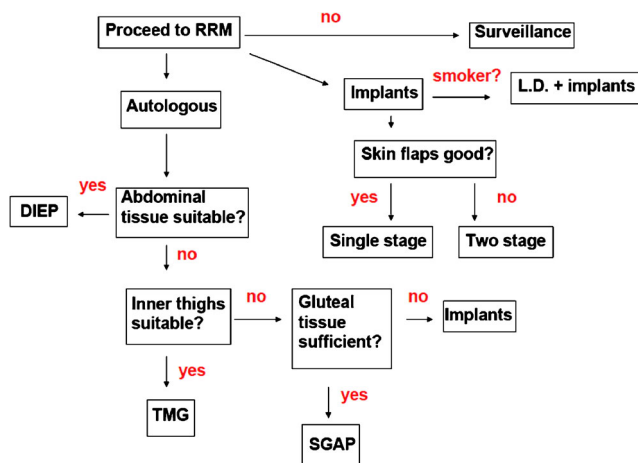 Proceed to RRM
no
Surveillance
smoker?
Implants
L.D. + implants
Autologous
Skin flaps good?
yes
Abdominal
tissue suitable?
DIEP
yes
no
Single stage
Two stage
no
Inner thighs
suitable?
no
Gluteal
tissue
sufficient?
no
Implants
yes
TMG
yes
SGAP